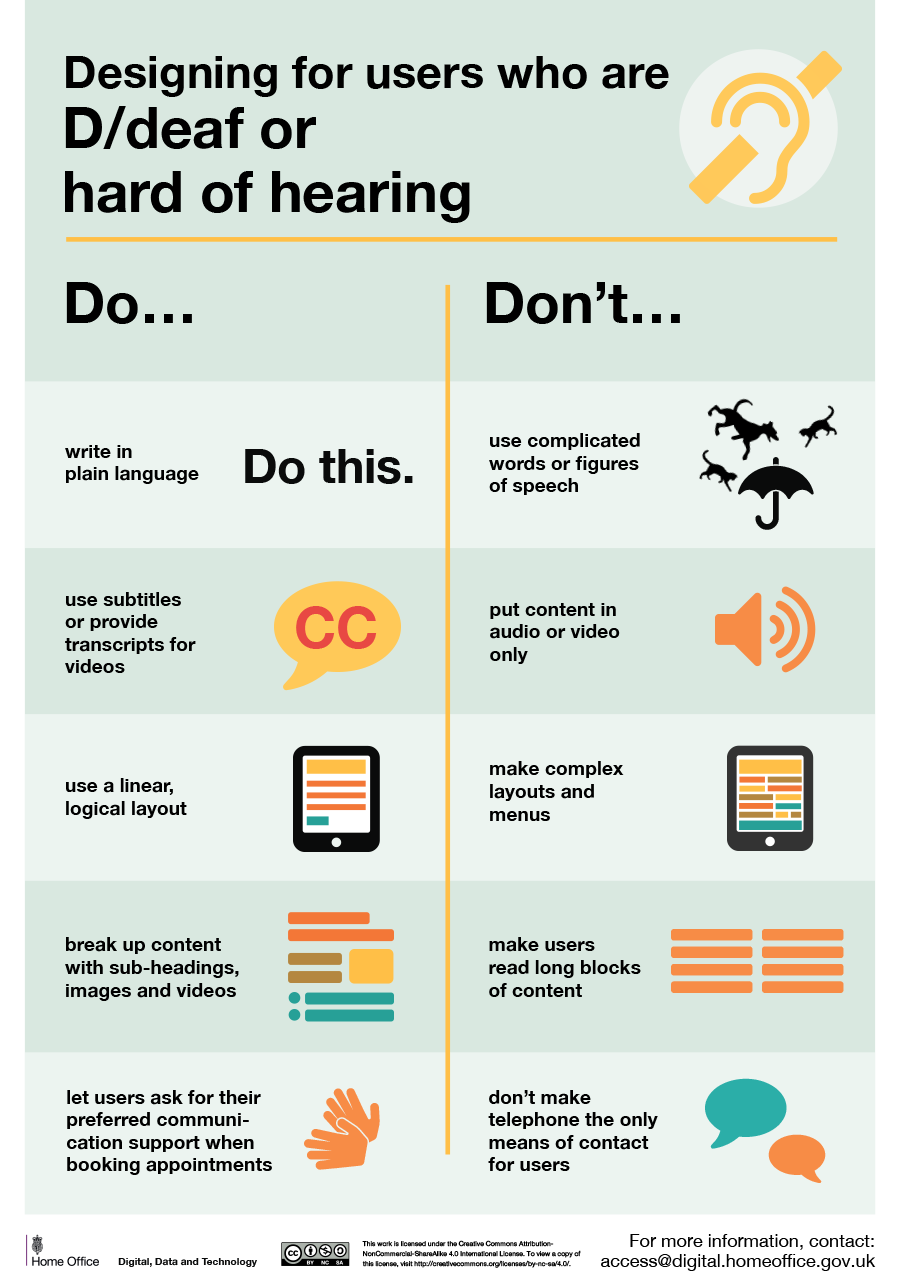 Designing for users who are
D/deaf or
hard of hearing
Do…
Don’t…
write in
plain language
Do this.
use complicated
words or figures
of speech
use subtitles
or provide
transcripts for
videos
CC
put content in
audio or video
only
use a linear,
logical layout
make complex
layouts and
menus
break up content
with sub-headings,
images and videos
make users
read long blocks
of content
let users ask for their
preferred communi-
cation support when
booking appointments
don’t make
telephone the only
means of contact
for users
Home Office
Digital, Data and Technology
cc
BY NC SA
This work is licensed under the Creative Commons Attribution-
NonCommercial-ShareAlike 4.0 International License. To view a copy of
this license, visit http://creativecommons.org/licenses/by-nc-sa/4.0/.
For more information, contact:
access@digital.homeoffice.gov.uk